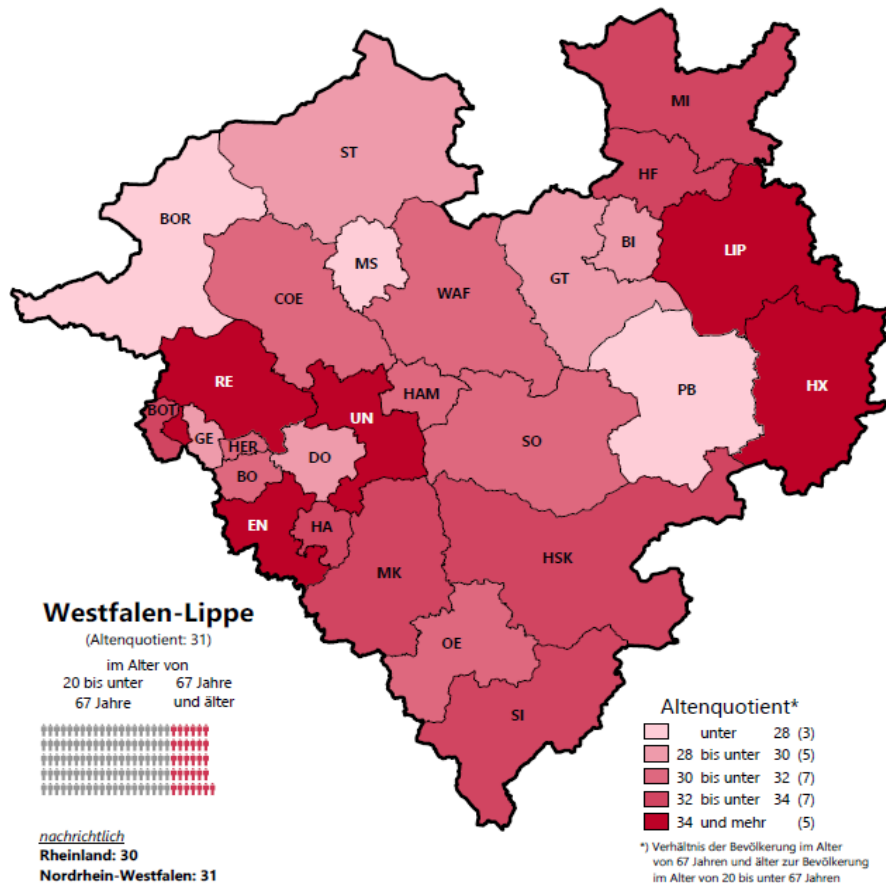 MI
ST
HF
BOR
BI
LIP
MS
GT
WAF
COE
RE
HAM
PB
HX
BOT
UN
GE
HER
SO
DO
BO
EN
HA
HSK
MK
OE
SI
Westfalen-Lippe
(Altenquotient: 31)
im Alter von
20 bis unter 67 Jahre
67 Jahre und älter
nachrichtlich
Rheinland: 30
Nordrhein-Westfalen: 31
Altenquotient*
unter 28 (3)
28 bis unter 30 (5)
30 bis unter 32 (7)
32 bis unter 34 (7)
34 und mehr (5)
*) Verhältnis der Bevölkerung im Alter
von 67 Jahren und älter zur Bevölkerung
im Alter von 20 bis unter 67 Jahren